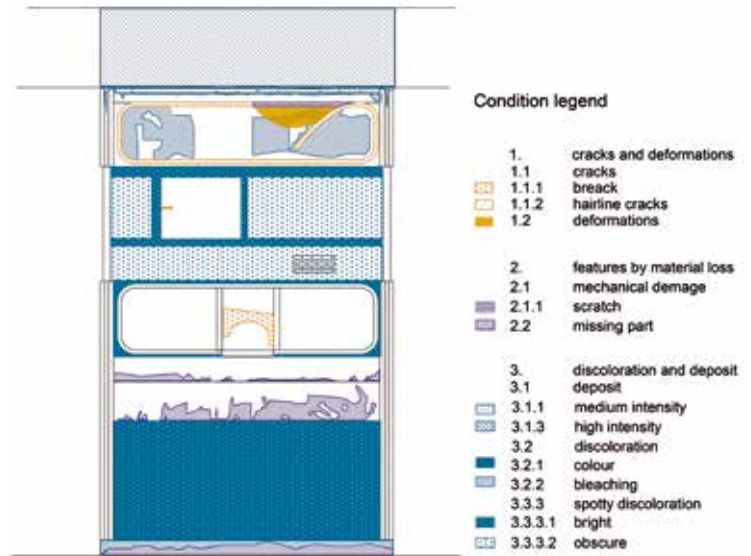 Condition legend
1. cracks and deformations
1.1 cracks
1.1.1 breack
1.1.2 hairline cracks
1.2 deformations
2. features by material loss
2.1 mechanical demage
2.1.1 scratch
2.2 missing part
3. discoloration and deposit
3.1 deposit
3.1.1 medium intensity
3.1.3 high intensity
3.2 discoloration
3.2.1 colour
3.2.2 bleaching
3.3.3 spotty discoloration
3.3.3.1 bright
3.3.3.2 obscure